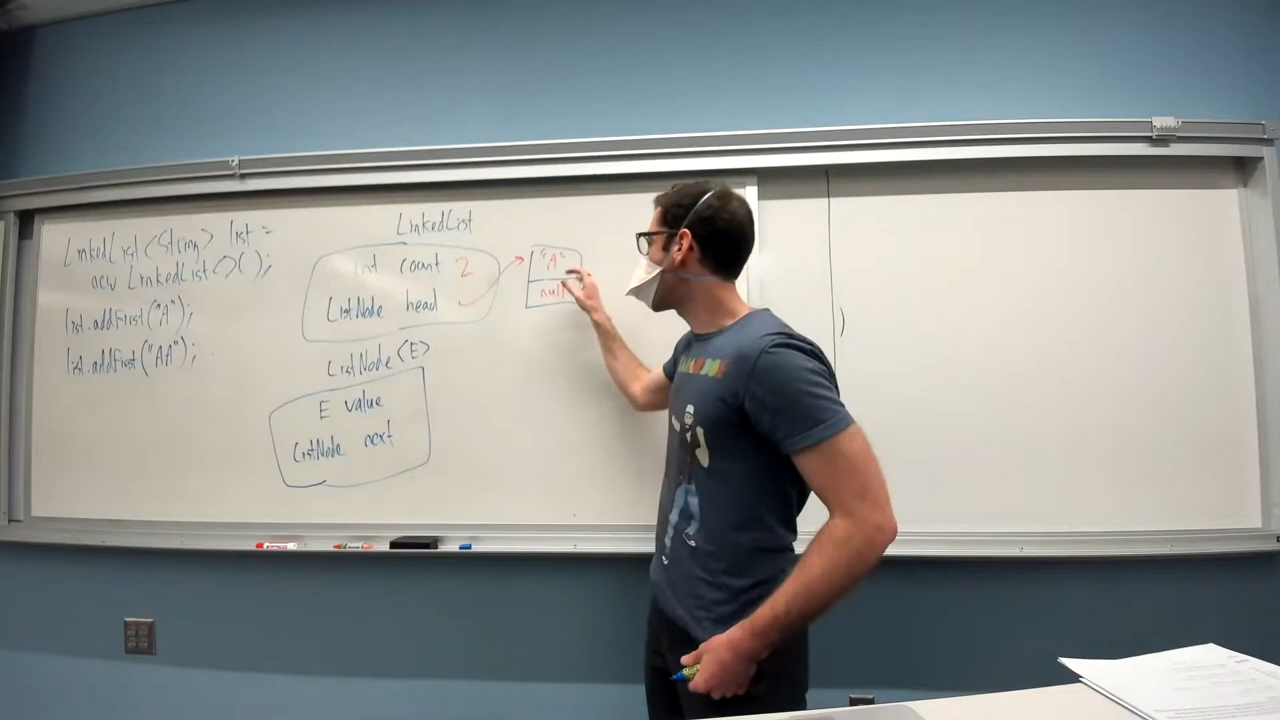 LinkedList<String> list =
new LinkedList<>();
list.addFirst("A");
list.addFirst("AA");
LinkedList
int count 2
ListNode head
"A"
null
ListNode<E>
E value
ListNode next